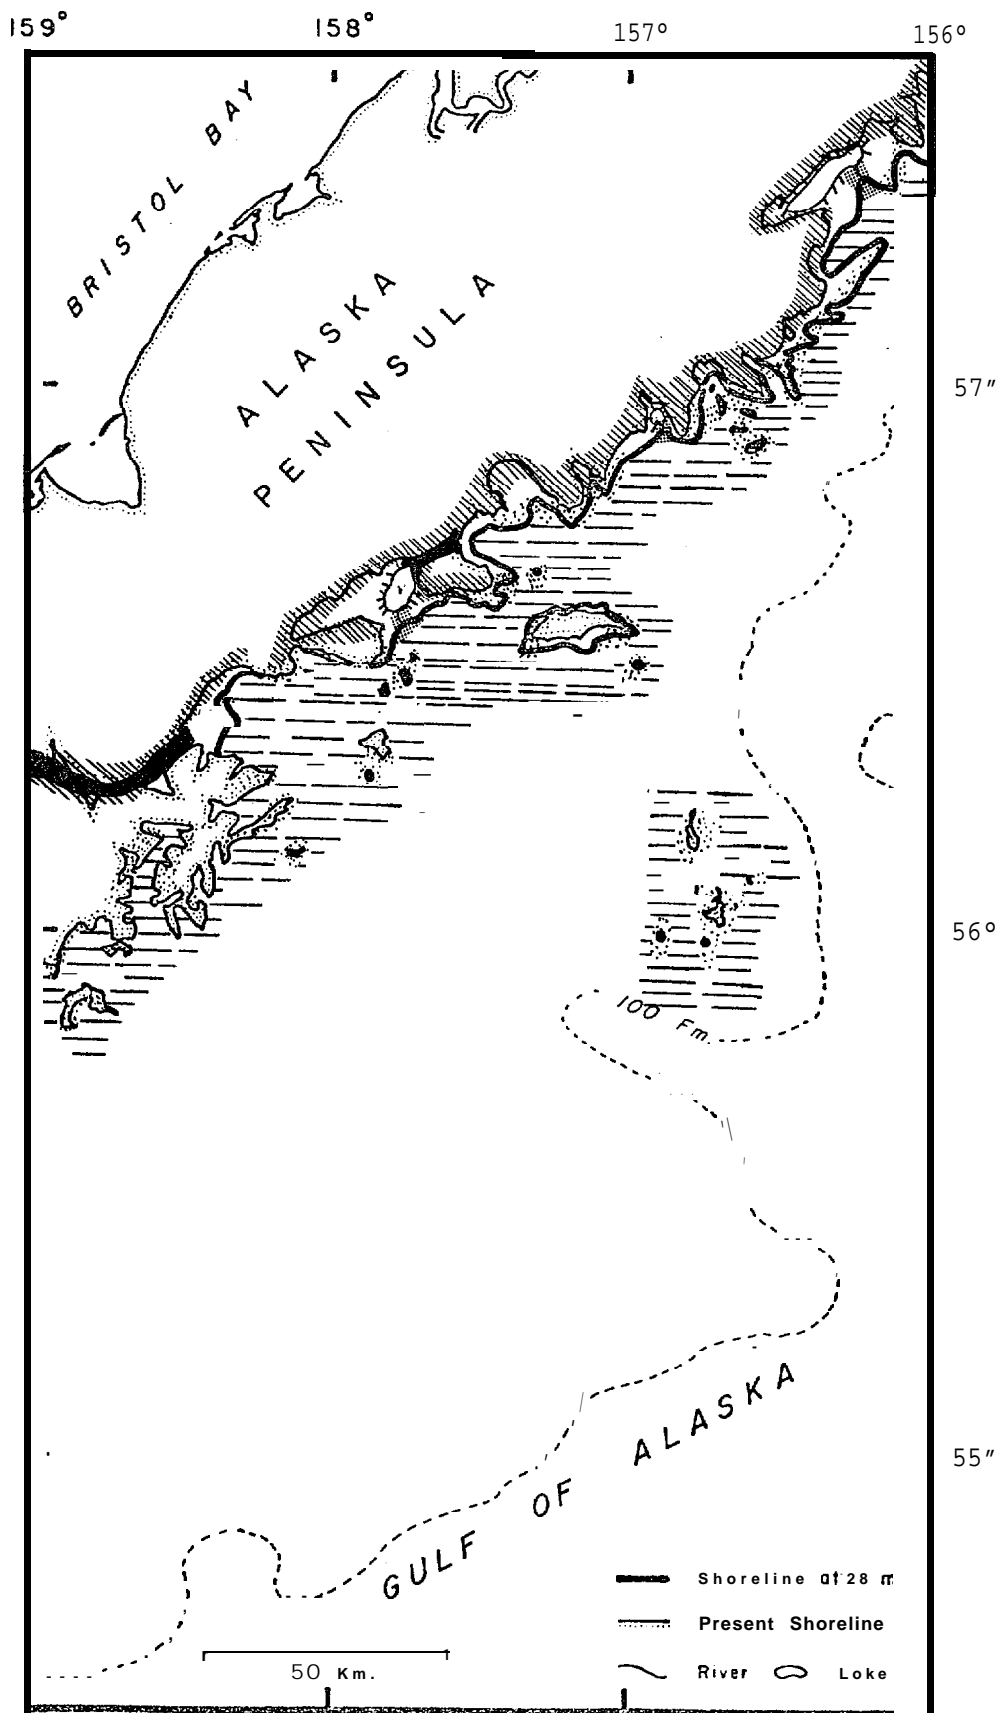 159° 158° 157° 156°
BRISTOL BAY
ALASKA
PENINSULA
57″
56°
100 Fm.
55″
GULF OF ALASKA
Shoreline at 28 m
Present Shoreline
River Loke
50 Km.